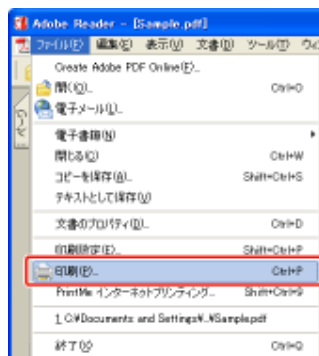 Adobe Reader - [Sample.pdf]
ファイル(F) 編集(E) 表示(V) 文書(D) ツール(T)
Create Adobe PDF Online(F)...
開く(O)... Ctrl+O
電子メール(L)...
電子書籍(N)
閉じる(C) Ctrl+W
コピーを保存(A)... Shift+Ctrl+S
テキストとして保存(V)
文書のプロパティ(D)... Ctrl+D
印刷設定(E)... Shift+Ctrl+P
印刷(P)... Ctrl+P
PrintMe インターネットプリンティング... Shift+Ctrl+9
1 C:¥Documents and Settings¥..¥Sample.pdf
終了(X) Ctrl+Q